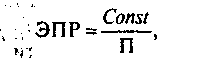 ЭПР = Const / П,